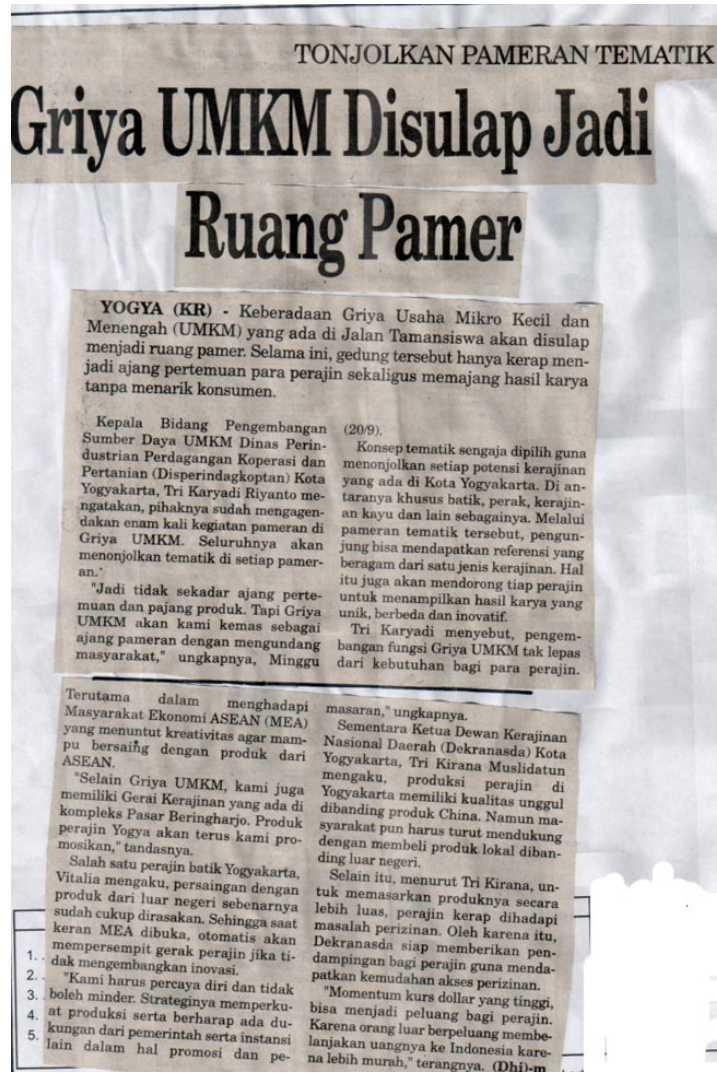 TONJOLKAN PAMERAN TEMATIK
Griya UMKM Disulap Jadi
Ruang Pamer
YOGYA (KR) - Keberadaan Griya Usaha Mikro Kecil dan
Menengah (UMKM) yang ada di Jalan Tamansiswa akan disulap
menjadi ruang pamer. Selama ini, gedung tersebut hanya kerap men-
jadi ajang pertemuan para perajin sekaligus memajang hasil karya
tanpa menarik konsumen.
Kepala Bidang Pengembangan
Sumber Daya UMKM Dinas Perin-
dustrian Perdagangan Koperasi dan
Pertanian (Disperindagkoptan) Kota
Yogyakarta, Tri Karyadi Riyanto me-
ngatakan, pihaknya sudah mengagen-
dakan enam kali kegiatan pameran di
Griya UMKM. Seluruhnya akan
menonjolkan tematik di setiap pamer-
an.
"Jadi tidak sekadar ajang perte-
muan dan pajang produk. Tapi Griya
UMKM akan kami kemas sebagai
ajang pameran dengan mengundang
masyarakat," ungkapnya, Minggu
(20/9).
Konsep tematik sengaja dipilih guna
menonjolkan setiap potensi kerajinan
yang ada di Kota Yogyakarta. Di an-
taranya khusus batik, perak, kerajin-
an kayu dan lain sebagainya. Melalui
pameran tematik tersebut, pengun-
jung bisa mendapatkan referensi yang
beragam dari satu jenis kerajinan. Hal
itu juga akan mendorong tiap perajin
untuk menampilkan hasil karya yang
unik, berbeda dan inovatif.
Tri Karyadi menyebut, pengem-
bangan fungsi Griya UMKM tak lepas
dari kebutuhan bagi para perajin.
Terutama dalam menghadapi
Masyarakat Ekonomi ASEAN (MEA)
yang menuntut kreativitas agar mam-
pu bersaing dengan produk dari
ASEAN.
"Selain Griya UMKM, kami juga
memiliki Gerai Kerajinan yang ada di
kompleks Pasar Beringharjo. Produk
perajin Yogya akan terus kami pro-
mosikan," tandasnya.
Salah satu perajin batik Yogyakarta,
Vitalia mengaku, persaingan dengan
produk dari luar negeri sebenarnya
sudah cukup dirasakan. Sehingga saat
keran MEA dibuka, otomatis akan
mempersempit gerak perajin jika ti-
dak mengembangkan inovasi.
"Kami harus percaya diri dan tidak
boleh minder. Strateginya memperku-
at produksi serta berharap ada du-
kungan dari pemerintah serta instansi
lain dalam hal promosi dan pe-
masaran," ungkapnya.
Sementara Ketua Dewan Kerajinan
Nasional Daerah (Dekranasda) Kota
Yogyakarta, Tri Kirana Muslidatun
mengaku, produksi perajin di
Yogyakarta memiliki kualitas unggul
dibanding produk China. Namun ma-
syarakat pun harus turut mendukung
dengan membeli produk lokal diban-
ding luar negeri.
Selain itu, menurut Tri Kirana, un-
tuk memasarkan produknya secara
lebih luas, perajin kerap dihadapi
masalah perizinan. Oleh karena itu,
Dekranasda siap memberikan pen-
dampingan bagi perajin guna menda-
patkan kemudahan akses perizinan.
"Momentum kurs dollar yang tinggi,
bisa menjadi peluang bagi perajin.
Karena orang luar berpeluang membe-
lanjakan uangnya ke Indonesia kare-
na lebih murah," terangnya. (Dhi)-m
1.
2.
3.
4.
5.